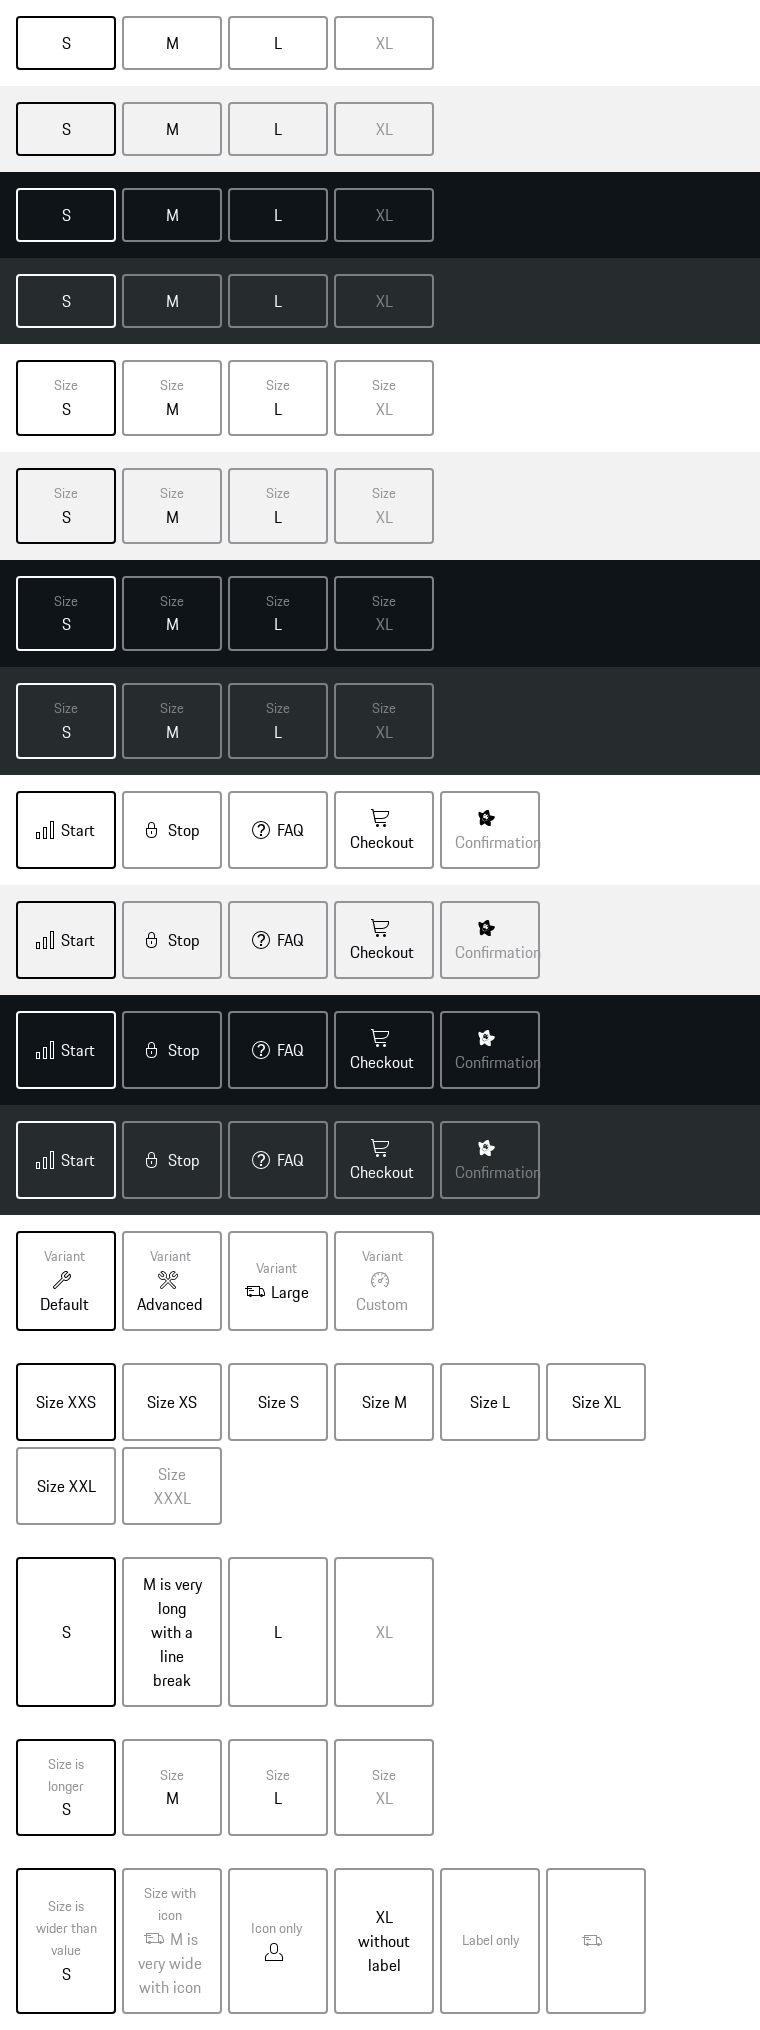 S M L XL
S M L XL
S M L XL
S M L XL
Size Size Size Size
S M L XL
Size Size Size Size
S M L XL
Size Size Size Size
S M L XL
Size Size Size Size
S M L XL
Start Stop FAQ
Checkout
Confirmation
Start Stop FAQ
Checkout
Confirmation
Start Stop FAQ
Checkout
Confirmation
Start Stop FAQ
Checkout
Confirmation
Variant
Default
Variant
Advanced
Variant
Large
Variant
Custom
Size XXS Size XS Size S Size M Size L Size XL
Size XXL
Size
XXXL
S
M is very
long
with a
line
break
L
XL
Size is
longer
S
Size
M
Size
L
Size
XL
Size is
wider than
value
S
Size with
icon
M is
very wide
with icon
Icon only
XL
without
label
Label only